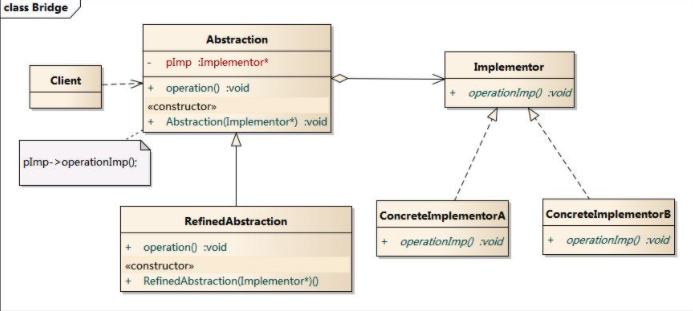 class Bridge
Abstraction
- pImp :Implementor*
+ operation() :void
«constructor»
+ Abstraction(Implementor*) :void
Implementor
+ operationImp() :void
Client
pImp->operationImp();
RefinedAbstraction
+ operation() :void
«constructor»
+ RefinedAbstraction(Implementor*)()
ConcreteImplementorA
+ operationImp() :void
ConcreteImplementorB
+ operationImp() :void